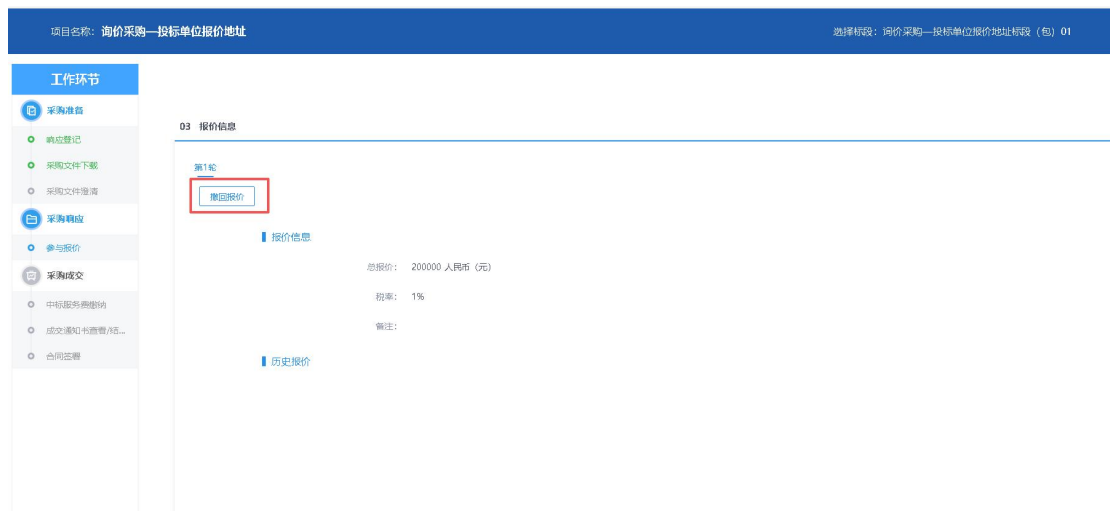 项目名称：询价采购—投标单位报价地址
选择标段：询价采购—投标单位报价地址标段（包）01
工作环节
采购准备
响应登记
采购文件下载
采购文件澄清
采购响应
参与报价
采购成交
中标服务费缴纳
成交通知书查看/结...
合同签署
03 报价信息
第1轮
撤回报价
报价信息
总报价： 200000 人民币（元）
税率： 1%
备注：
历史报价